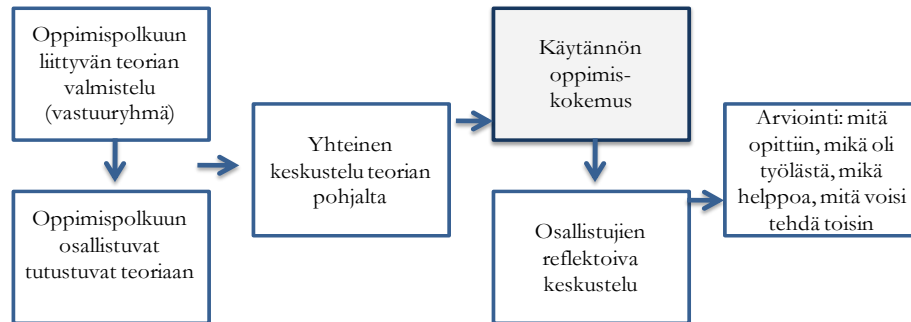 Oppimispolkuun
liittyvän teorian
valmistelu
(vastuuryhmä)
Oppimispolkuun
osallistuvat
tutustuvat teoriaan
Yhteinen
keskustelu teorian
pohjalta
Käytännön
oppimis-
kokemus
Osallistujien
reflektoiva
keskustelu
Arviointi: mitä
opittiin, mikä oli
työlästä, mikä
helppoa, mitä voisi
tehdä toisin